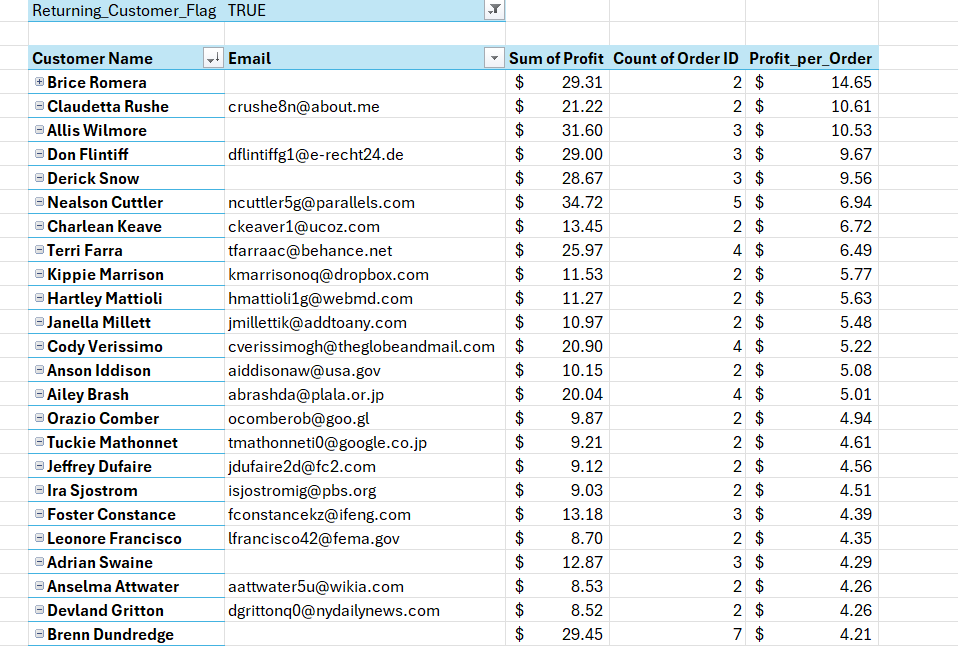 Returning_Customer_Flag TRUE
Customer Name Email Sum of Profit Count of Order ID Profit_per_Order
Brice Romera $ 29.31 2 $ 14.65
Claudetta Rushe crushe8n@about.me $ 21.22 2 $ 10.61
Allis Wilmore $ 31.60 3 $ 10.53
Don Flintiff dflintiffg1@e-recht24.de $ 29.00 3 $ 9.67
Derick Snow $ 28.67 3 $ 9.56
Nealson Cuttler ncuttler5g@parallels.com $ 34.72 5 $ 6.94
Charlean Keave ckeaver1@ucoz.com $ 13.45 2 $ 6.72
Terri Farra tfarraac@behance.net $ 25.97 4 $ 6.49
Kippie Marrison kmarrisonoq@dropbox.com $ 11.53 2 $ 5.77
Hartley Mattioli hmattioli1g@webmd.com $ 11.27 2 $ 5.63
Janella Millett jmillettik@addtoany.com $ 10.97 2 $ 5.48
Cody Verissimo cverissimogh@theglobeandmail.com $ 20.90 4 $ 5.22
Anson Iddison aiddisonaw@usa.gov $ 10.15 2 $ 5.08
Ailey Brash abrashda@plala.or.jp $ 20.04 4 $ 5.01
Orazio Comber ocomberob@goo.gl $ 9.87 2 $ 4.94
Tuckie Mathonnet tmathonneti0@google.co.jp $ 9.21 2 $ 4.61
Jeffrey Dufaire jdufaire2d@fc2.com $ 9.12 2 $ 4.56
Ira Sjostrom isjostromig@pbs.org $ 9.03 2 $ 4.51
Foster Constance fconstancekz@ifeng.com $ 13.18 3 $ 4.39
Leonore Francisco lfrancisco42@fema.gov $ 8.70 2 $ 4.35
Adrian Swaine $ 12.87 3 $ 4.29
Anselma Attwater aattwater5u@wikia.com $ 8.53 2 $ 4.26
Devland Gritton dgrittonq0@nydailynews.com $ 8.52 2 $ 4.26
Brenn Dundredge $ 29.45 7 $ 4.21